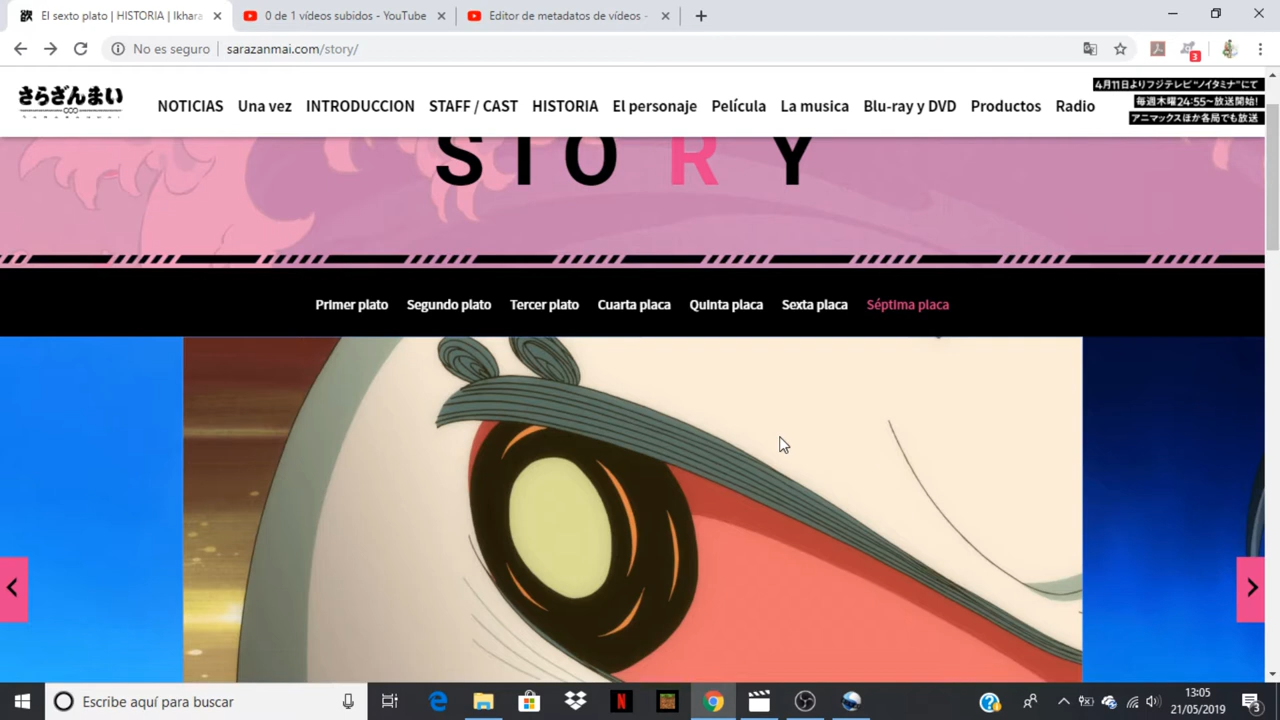 El sexto plato | HISTORIA | Ikhara
0 de 1 vídeos subidos - YouTube
Editor de metadatos de vídeos -
No es seguro
sarazanmai.com/story/
3
さらざんまい
NOTICIAS
Una vez
INTRODUCCION
STAFF / CAST
HISTORIA
El personaje
Película
La musica
Blu-ray y DVD
Productos
Radio
4月11日よりフジテレビ"ノイタミナ"にて
毎週木曜24:55~放送開始!
アニマックスほか各局でも放送
STORY
Primer plato
Segundo plato
Tercer plato
Cuarta placa
Quinta placa
Sexta placa
Séptima placa
Escribe aquí para buscar
13:05
21/05/2019
3